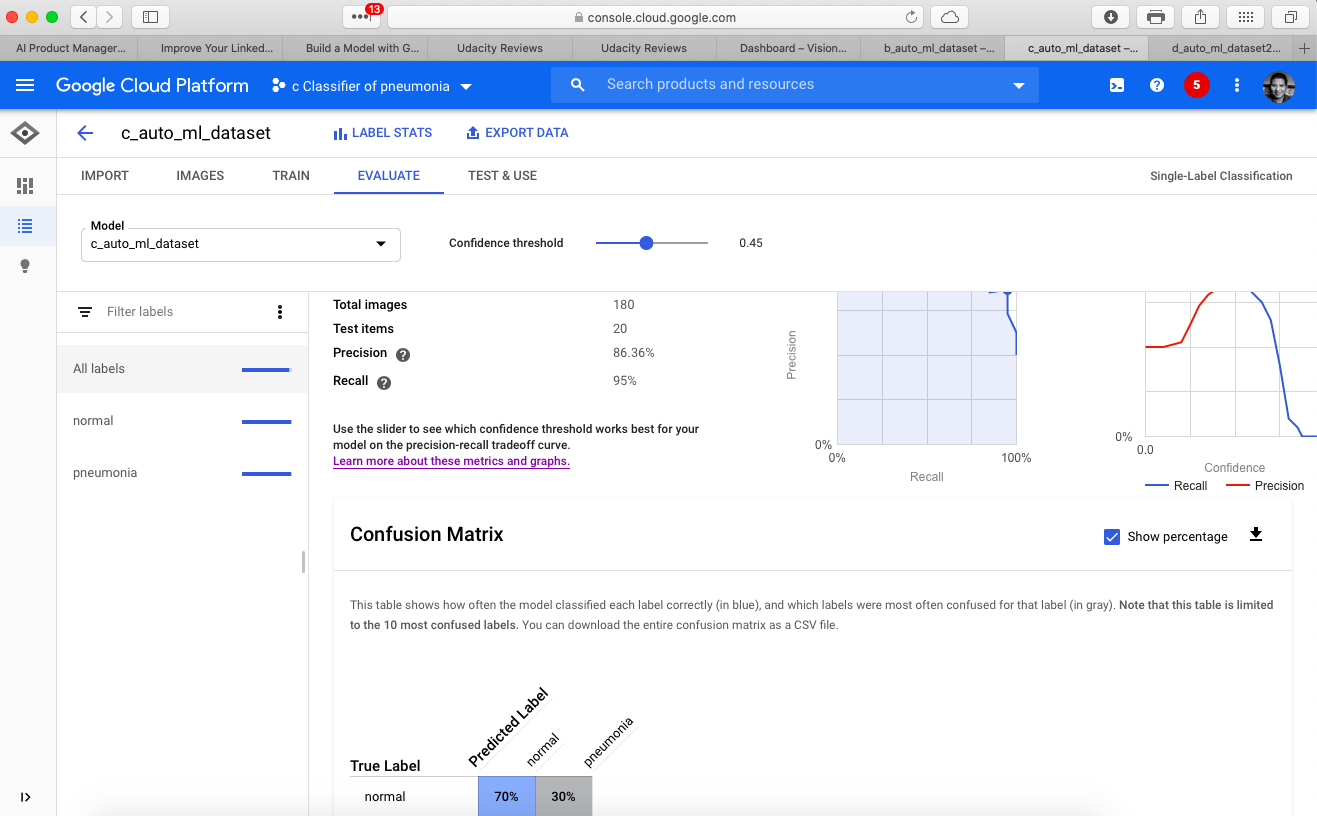 13
console.cloud.google.com
AI Product Manager...
Improve Your Linked...
Build a Model with G...
Udacity Reviews
Udacity Reviews
Dashboard – Vision...
b_auto_ml_dataset –...
c_auto_ml_dataset –...
d_auto_ml_dataset2...
Google Cloud Platform
c Classifier of pneumonia
Search products and resources
5
c_auto_ml_dataset
LABEL STATS
EXPORT DATA
IMPORT
IMAGES
TRAIN
EVALUATE
TEST & USE
Single-Label Classification
Model
c_auto_ml_dataset
Confidence threshold
0.45
Filter labels
All labels
normal
pneumonia
Total images 180
Test items 20
Precision 86.36%
Recall 95%
Use the slider to see which confidence threshold works best for your
model on the precision-recall tradeoff curve.
Learn more about these metrics and graphs.
Precision
0%
0%
100%
Recall
0%
0.0
Confidence
Recall
Precision
Confusion Matrix
Show percentage
This table shows how often the model classified each label correctly (in blue), and which labels were most often confused for that label (in gray). Note that this table is limited
to the 10 most confused labels. You can download the entire confusion matrix as a CSV file.
Predicted Label
normal
pneumonia
True Label
normal 70% 30%